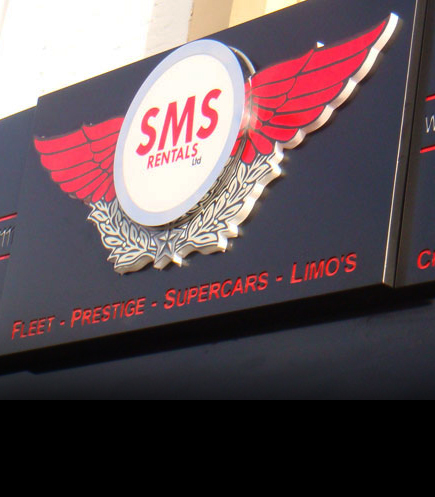 SMS
RENTALS
Ltd
FLEET - PRESTIGE - SUPERCARS - LIMO'S